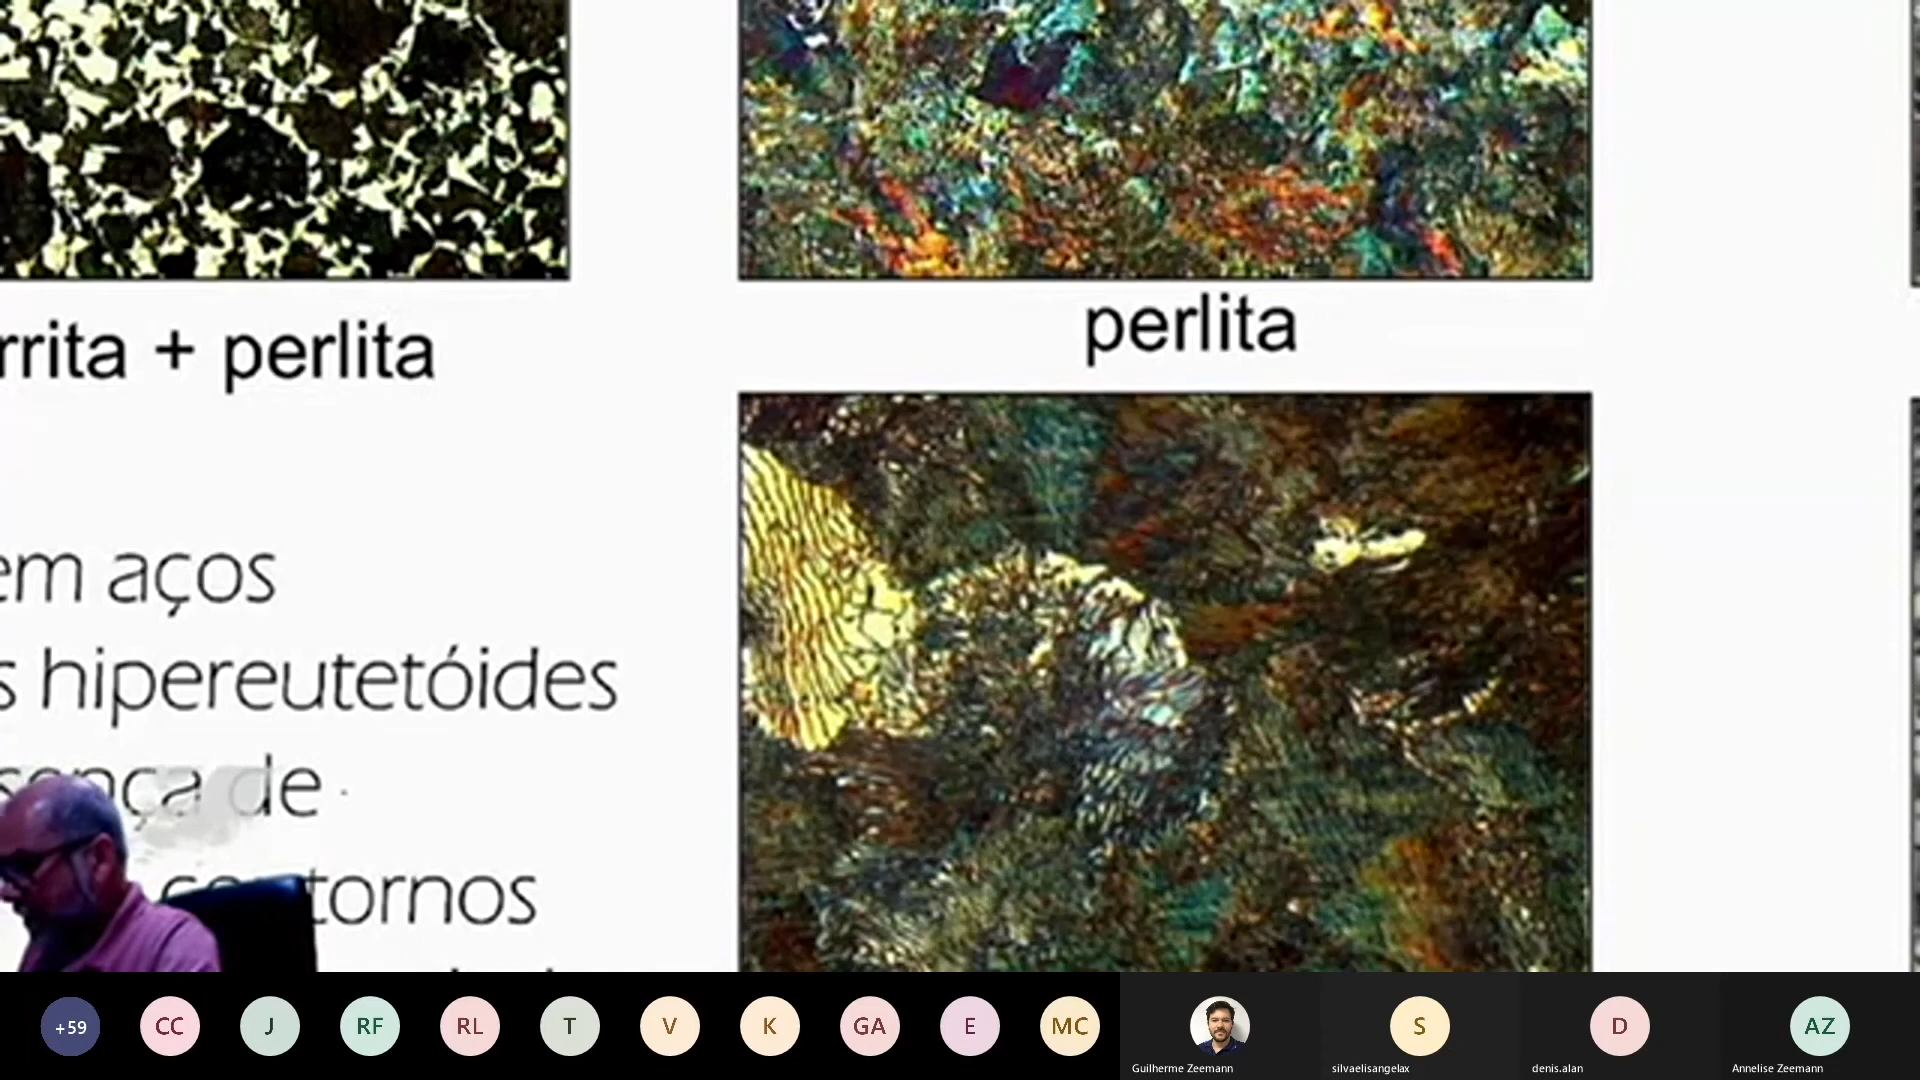 rrita + perlita
perlita
em aços
s hipereutetóides
sença de
contornos
+59
CC
J
RF
RL
T
V
K
GA
E
MC
S
D
AZ
Guilherme Zeemann
silvaelisangelax
denis.alan
Annelise Zeemann